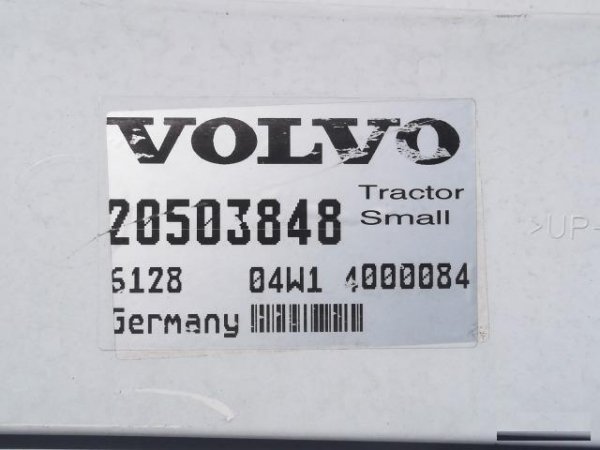 VOLVO
20503848
Tractor
Small
6128 04W1 4000084
Germany
>UP-